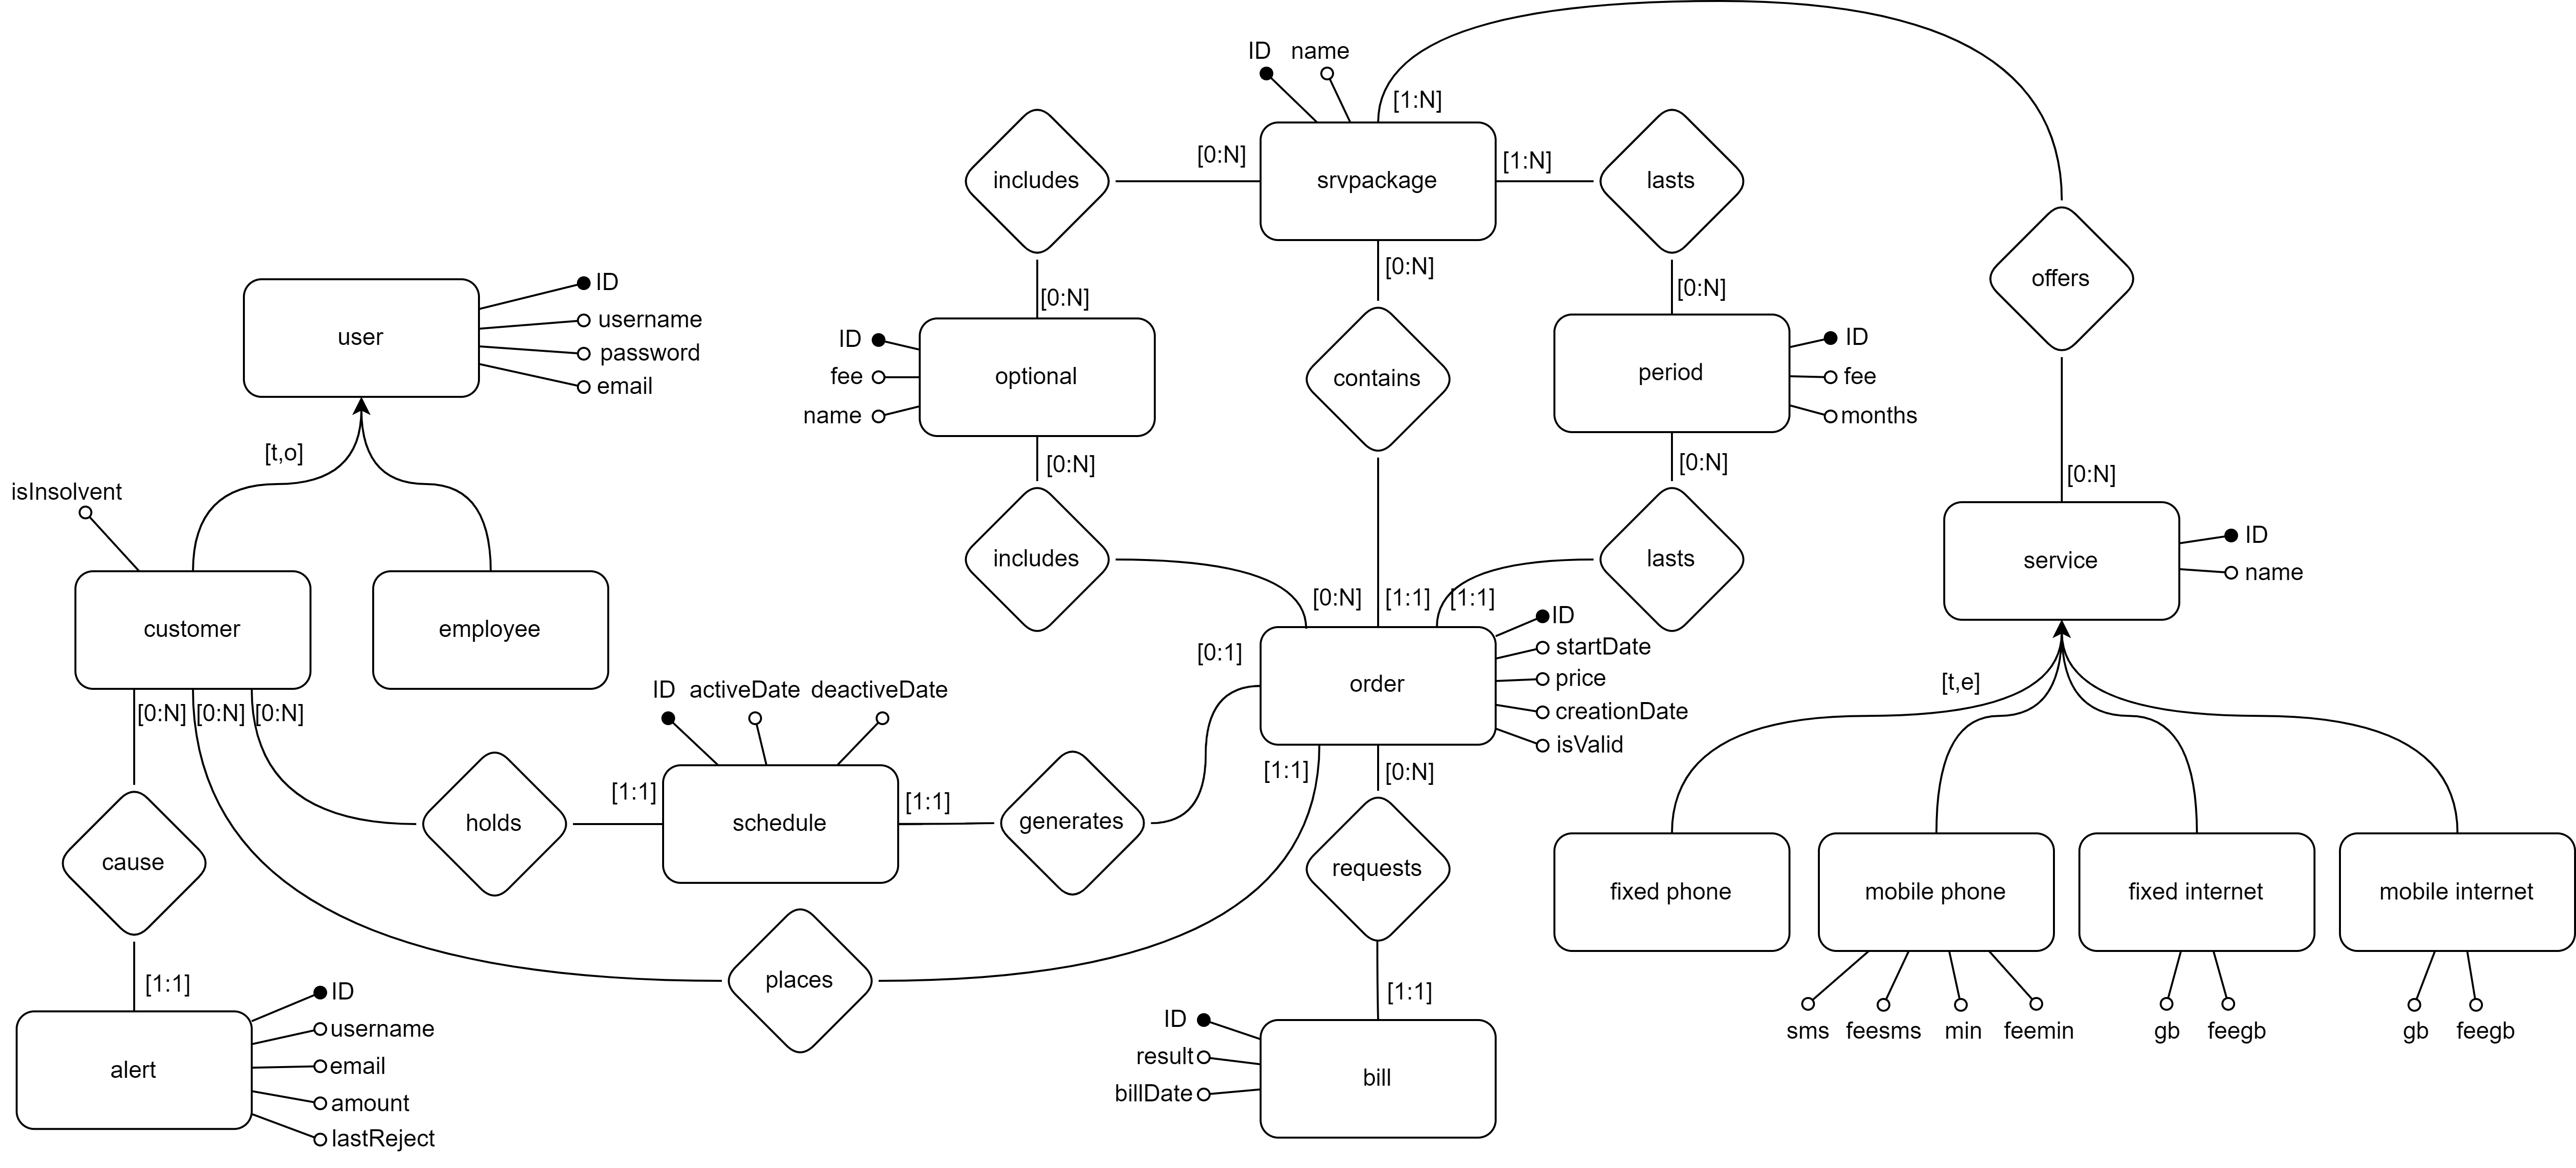 ID name
[1:N]
includes
[0:N]
srvpackage
[1:N]
lasts
[0:N]
[0:N]
[0:N]
offers
user
ID
username
password
email
ID
fee
name
optional
contains
period
ID
fee
months
[t,o]
[0:N]
[0:N]
[0:N]
isInsolvent
includes
lasts
service
ID
name
customer
employee
[0:N] [1:1] [1:1]
[0:1]
order
ID
startDate
price
creationDate
isValid
[t,e]
ID activeDate deactiveDate
[0:N] [0:N] [0:N]
[1:1]
[0:N]
holds
[1:1]
schedule
[1:1]
generates
cause
requests
fixed phone
mobile phone
fixed internet
mobile internet
places
[1:1]
[1:1]
alert
ID
username
email
amount
lastReject
ID
result
billDate
bill
sms feesms min feemin
gb feegb
gb feegb